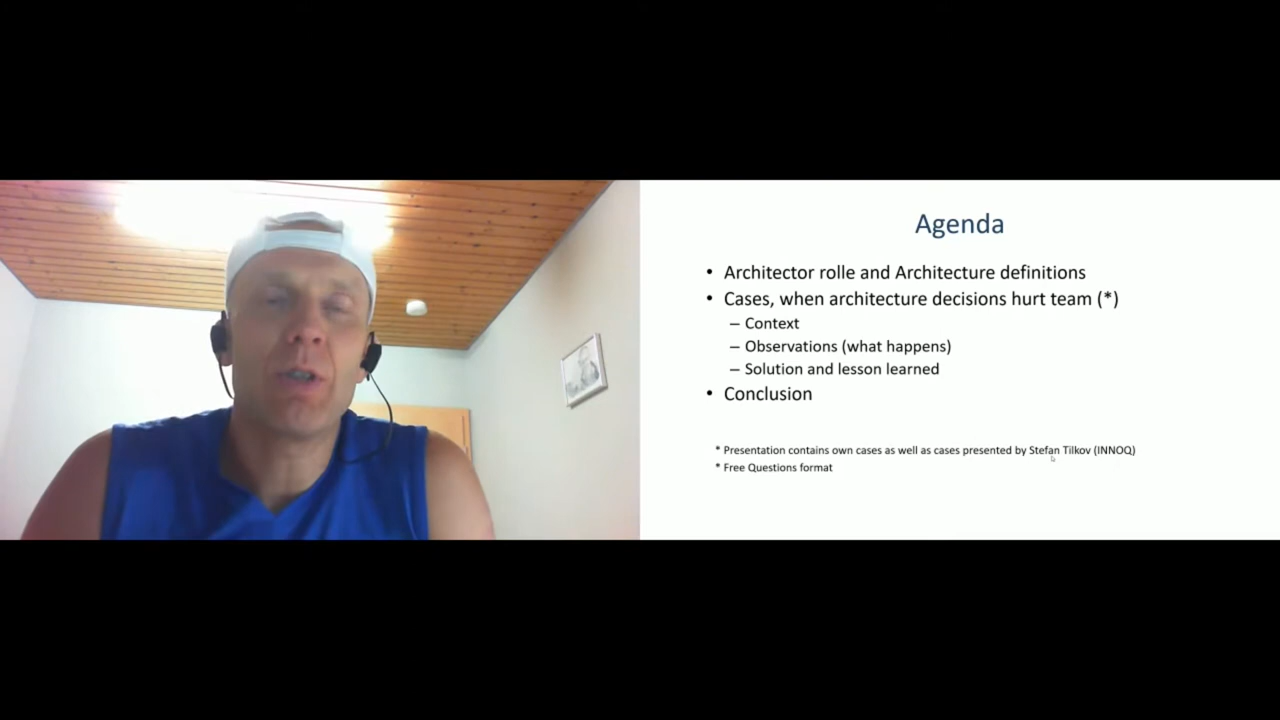 Agenda
• Architector rolle and Architecture definitions
• Cases, when architecture decisions hurt team (*)
– Context
– Observations (what happens)
– Solution and lesson learned
• Conclusion
* Presentation contains own cases as well as cases presented by Stefan Tilkov (INNOQ)
* Free Questions format